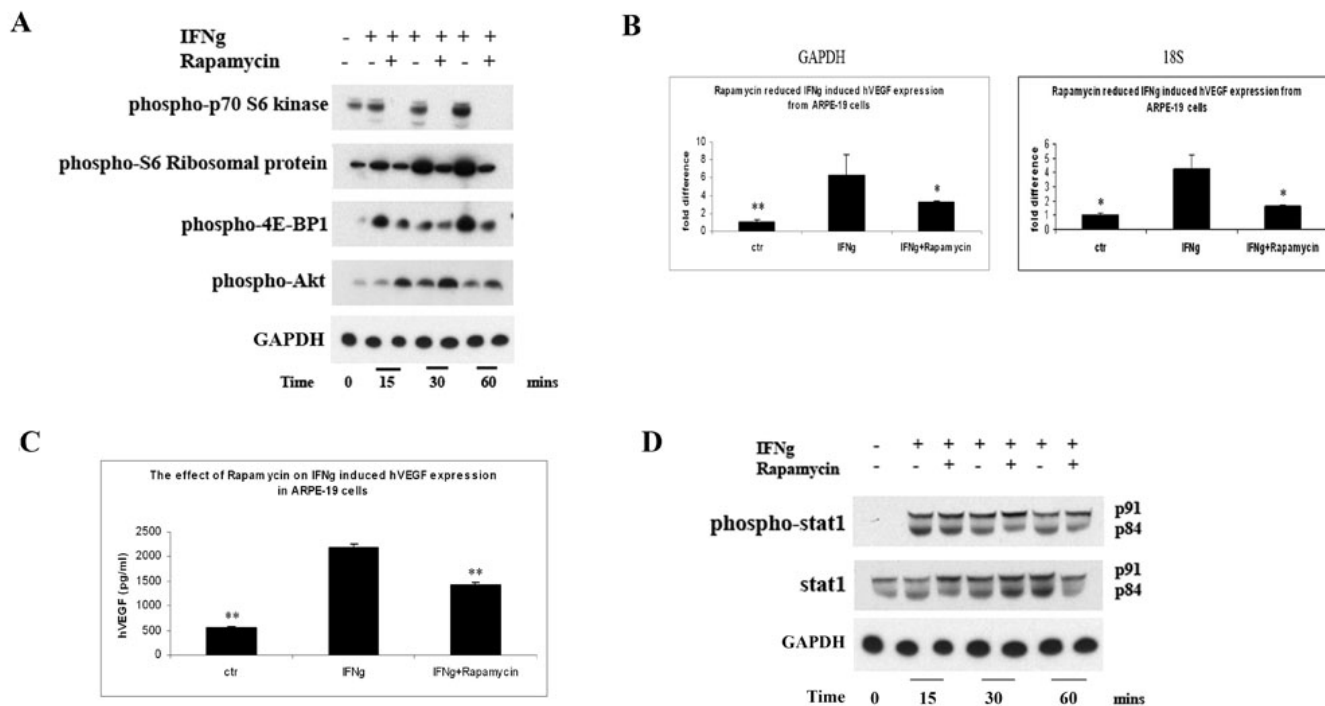 A
IFNg - + + + + + +
Rapamycin - - + - + - +
phospho-p70 S6 kinase
phospho-S6 Ribosomal protein
phospho-4E-BP1
phospho-Akt
GAPDH
Time 0 15 30 60 mins
B
GAPDH
Rapamycin reduced IFNg induced hVEGF expression
from ARPE-19 cells
fold difference
10
8
6
4
2
0
**
*
ctr IFNg IFNg+Rapamycin
18S
Rapamycin reduced IFNg induced hVEGF expression from
ARPE-19 cells
fold difference
6
5
4
3
2
1
0
*
*
ctr IFNg IFNg+Rapamycin
C
The effect of Rapamycin on IFNg induced hVEGF expression
in ARPE-19 cells
hVEGF (pg/ml)
2500
2000
1500
1000
500
0
**
**
ctr IFNg IFNg+Rapamycin
D
IFNg - + + + + + +
Rapamycin - - + - + - +
phospho-stat1
p91
p84
stat1
p91
p84
GAPDH
Time 0 15 30 60 mins